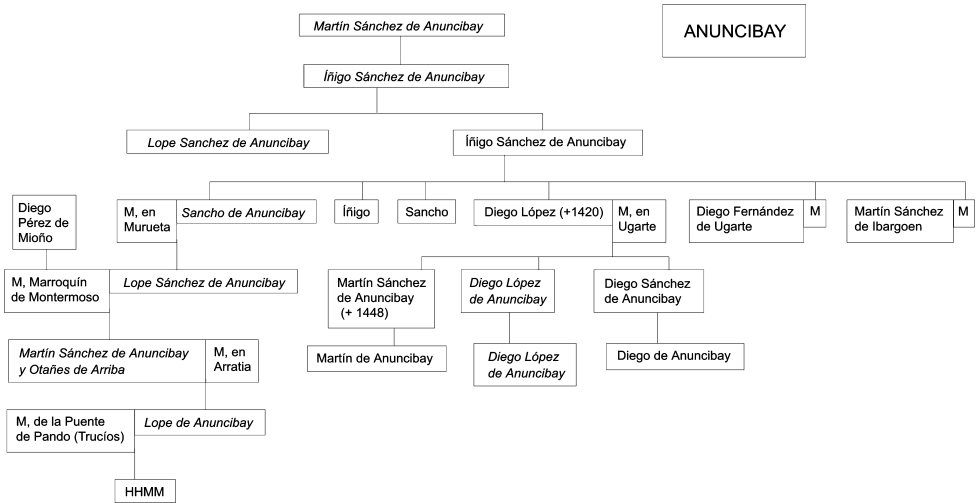 Martín Sánchez de Anuncibay
ANUNCIBAY
Íñigo Sánchez de Anuncibay
Lope Sanchez de Anuncibay
Íñigo Sánchez de Anuncibay
Diego
Pérez de
Mioño
M, en
Murueta
Sancho de Anuncibay
Íñigo
Sancho
Diego López (+1420)
M, en
Ugarte
Diego Fernández
de Ugarte
M
Martín Sánchez
de Ibargoen
M
M, Marroquín
de Montermoso
Lope Sánchez de Anuncibay
Martín Sánchez
de Anuncibay
(+ 1448)
Diego López
de Anuncibay
Diego Sánchez
de Anuncibay
Martín Sánchez de Anuncibay
y Otañes de Arriba
M, en
Arratia
Martín de Anuncibay
Diego López
de Anuncibay
Diego de Anuncibay
M, de la Puente
de Pando (Trucíos)
Lope de Anuncibay
HHMM